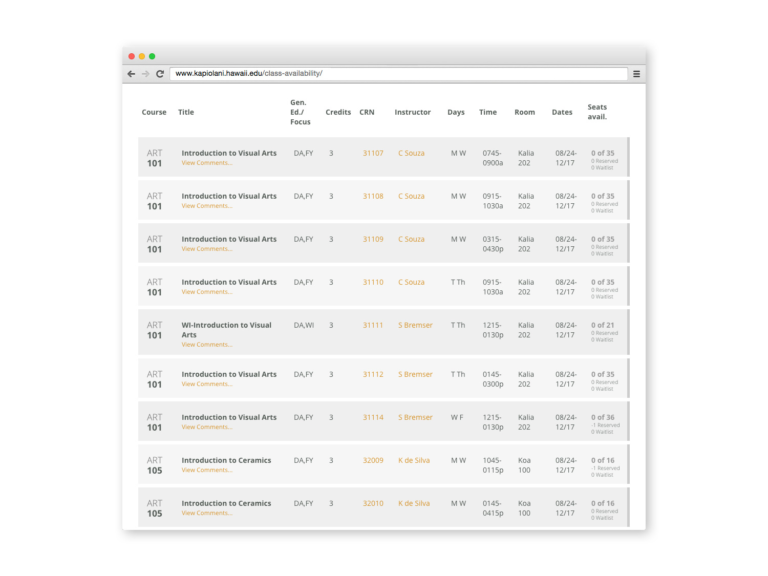 www.kapiolani.hawaii.edu/class-availability/
Course Title Gen. Ed./ Focus Credits CRN Instructor Days Time Room Dates Seats avail.
ART 101 Introduction to Visual Arts View Comments... DA,FY 3 31107 C Souza M W 0745-0900a Kalia 202 08/24-12/17 0 of 35 0 Reserved 0 Waitlist
ART 101 Introduction to Visual Arts View Comments... DA,FY 3 31108 C Souza M W 0915-1030a Kalia 202 08/24-12/17 0 of 35 0 Reserved 0 Waitlist
ART 101 Introduction to Visual Arts View Comments... DA,FY 3 31109 C Souza M W 0315-0430p Kalia 202 08/24-12/17 0 of 35 0 Reserved 0 Waitlist
ART 101 Introduction to Visual Arts View Comments... DA,FY 3 31110 C Souza T Th 0915-1030a Kalia 202 08/24-12/17 0 of 35 0 Reserved 0 Waitlist
ART 101 WI-Introduction to Visual Arts View Comments... DA,WI 3 31111 S Bremser T Th 1215-0130p Kalia 202 08/24-12/17 0 of 21 0 Reserved 0 Waitlist
ART 101 Introduction to Visual Arts View Comments... DA,FY 3 31112 S Bremser T Th 0145-0300p Kalia 202 08/24-12/17 0 of 35 0 Reserved 0 Waitlist
ART 101 Introduction to Visual Arts View Comments... DA,FY 3 31114 S Bremser W F 1215-0130p Kalia 202 08/24-12/17 0 of 36 -1 Reserved 0 Waitlist
ART 105 Introduction to Ceramics View Comments... DA,FY 3 32009 K de Silva M W 1045-0115p Koa 100 08/24-12/17 0 of 16 -1 Reserved 0 Waitlist
ART 105 Introduction to Ceramics View Comments... DA,FY 3 32010 K de Silva M W 0145-0415p Koa 100 08/24-12/17 0 of 16 0 Reserved 0 Waitlist